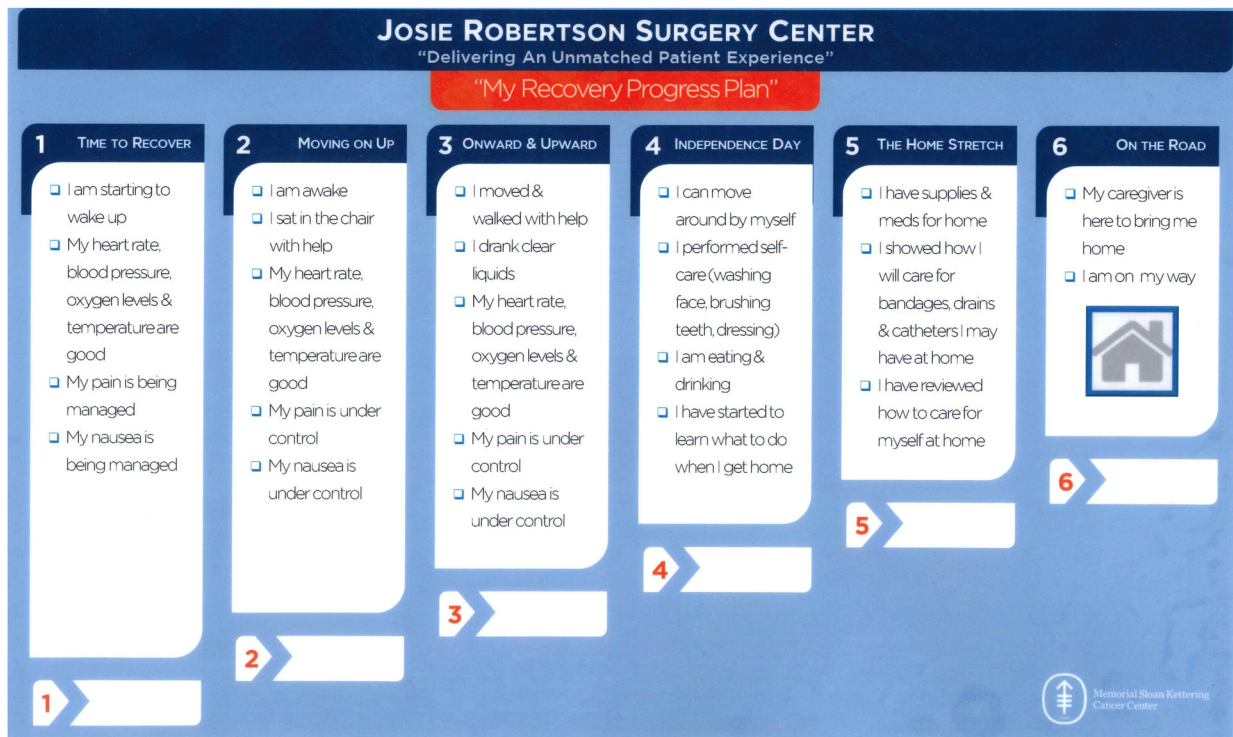 JOSIE ROBERTSON SURGERY CENTER
“Delivering An Unmatched Patient Experience”
“My Recovery Progress Plan”
1 TIME TO RECOVER
❑ I am starting to
wake up
❑ My heart rate,
blood pressure,
oxygen levels &
temperature are
good
❑ My pain is being
managed
❑ My nausea is
being managed
1
2 MOVING ON UP
❑ I am awake
❑ I sat in the chair
with help
❑ My heart rate,
blood pressure,
oxygen levels &
temperature are
good
❑ My pain is under
control
❑ My nausea is
under control
2
3 ONWARD & UPWARD
❑ I moved &
walked with help
❑ I drank clear
liquids
❑ My heart rate,
blood pressure,
oxygen levels &
temperature are
good
❑ My pain is under
control
❑ My nausea is
under control
3
4 INDEPENDENCE DAY
❑ I can move
around by myself
❑ I performed self-
care (washing
face, brushing
teeth, dressing)
❑ I am eating &
drinking
❑ I have started to
learn what to do
when I get home
4
5 THE HOME STRETCH
❑ I have supplies &
meds for home
❑ I showed how I
will care for
bandages, drains
& catheters I may
have at home
❑ I have reviewed
how to care for
myself at home
5
6 ON THE ROAD
❑ My caregiver is
here to bring me
home
❑ I am on my way
6
Memorial Sloan Kettering
Cancer Center